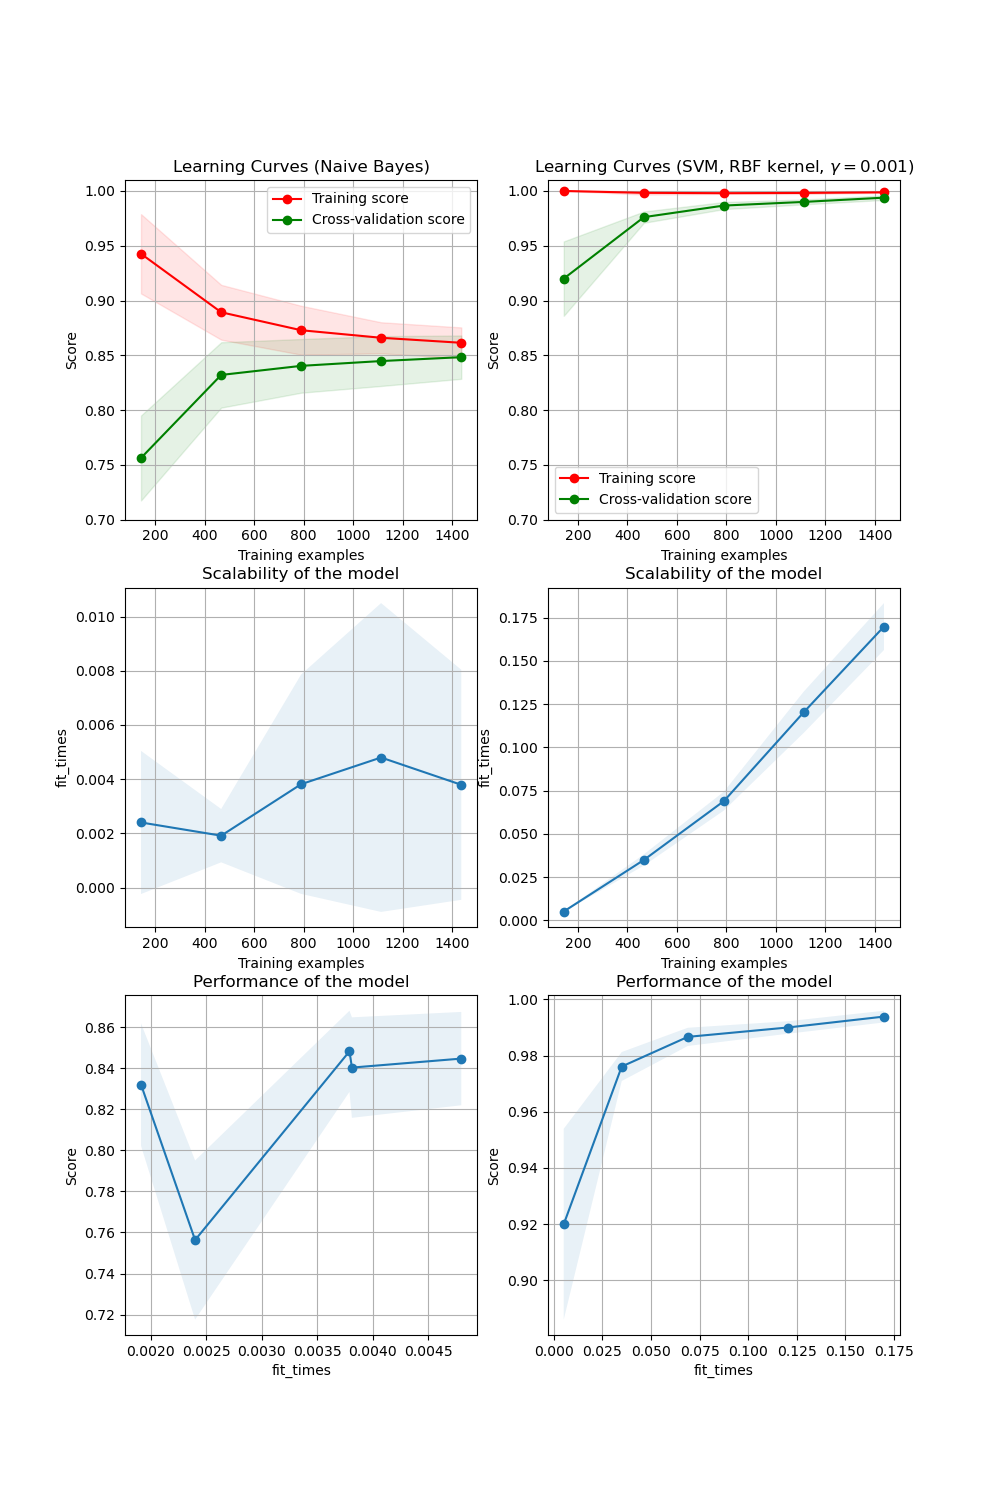 Learning Curves (Naive Bayes)
1.00
0.95
0.90
0.85
0.80
0.75
0.70
Score
Training score
Cross-validation score
200 400 600 800 1000 1200 1400
Training examples
Learning Curves (SVM, RBF kernel, γ = 0.001)
1.00
0.95
0.90
0.85
0.80
0.75
0.70
Score
Training score
Cross-validation score
200 400 600 800 1000 1200 1400
Training examples
Scalability of the model
0.010
0.008
0.006
0.004
0.002
0.000
fit_times
200 400 600 800 1000 1200 1400
Training examples
Scalability of the model
0.175
0.150
0.125
0.100
0.075
0.050
0.025
0.000
fit_times
200 400 600 800 1000 1200 1400
Training examples
Performance of the model
0.86
0.84
0.82
0.80
0.78
0.76
0.74
0.72
Score
0.0020 0.0025 0.0030 0.0035 0.0040 0.0045
fit_times
Performance of the model
1.00
0.98
0.96
0.94
0.92
0.90
Score
0.000 0.025 0.050 0.075 0.100 0.125 0.150 0.175
fit_times